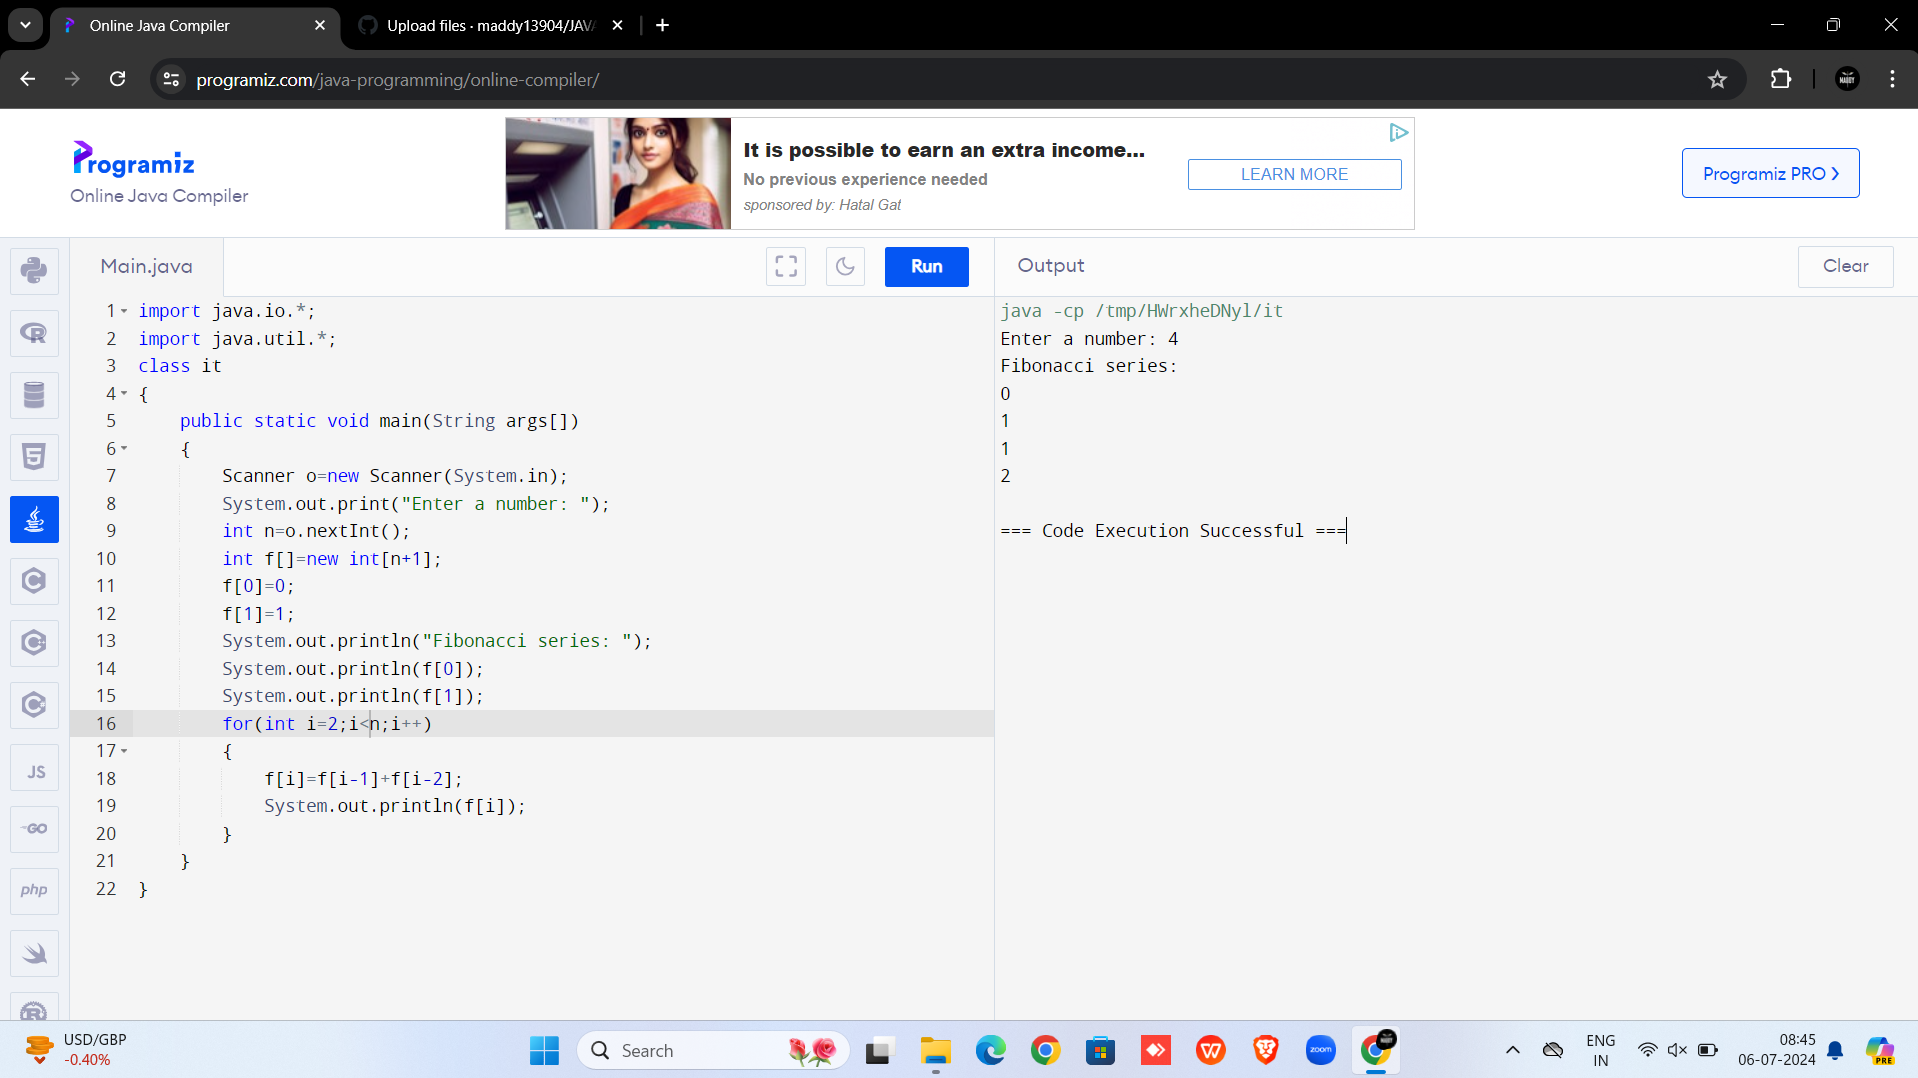 Online Java Compiler
Upload files · maddy13904/JAVA
programiz.com/java-programming/online-compiler/
Programiz
Online Java Compiler
It is possible to earn an extra income...
No previous experience needed
sponsored by: Hatal Gat
LEARN MORE
Programiz PRO >
Main.java
Run
1 import java.io.*;
2 import java.util.*;
3 class it
4 {
5 public static void main(String args[])
6 {
7 Scanner o=new Scanner(System.in);
8 System.out.print("Enter a number: ");
9 int n=o.nextInt();
10 int f[]=new int[n+1];
11 f[0]=0;
12 f[1]=1;
13 System.out.println("Fibonacci series: ");
14 System.out.println(f[0]);
15 System.out.println(f[1]);
16 for(int i=2;i<n;i++)
17 {
18 f[i]=f[i-1]+f[i-2];
19 System.out.println(f[i]);
20 }
21 }
22 }
Output
Clear
java -cp /tmp/HWrxheDNyl/it
Enter a number: 4
Fibonacci series:
0
1
1
2
=== Code Execution Successful ===
R
5
C
C
C
JS
GO
php
R
USD/GBP
-0.40%
Search
zoom
ENG
IN
08:45
06-07-2024
PRE